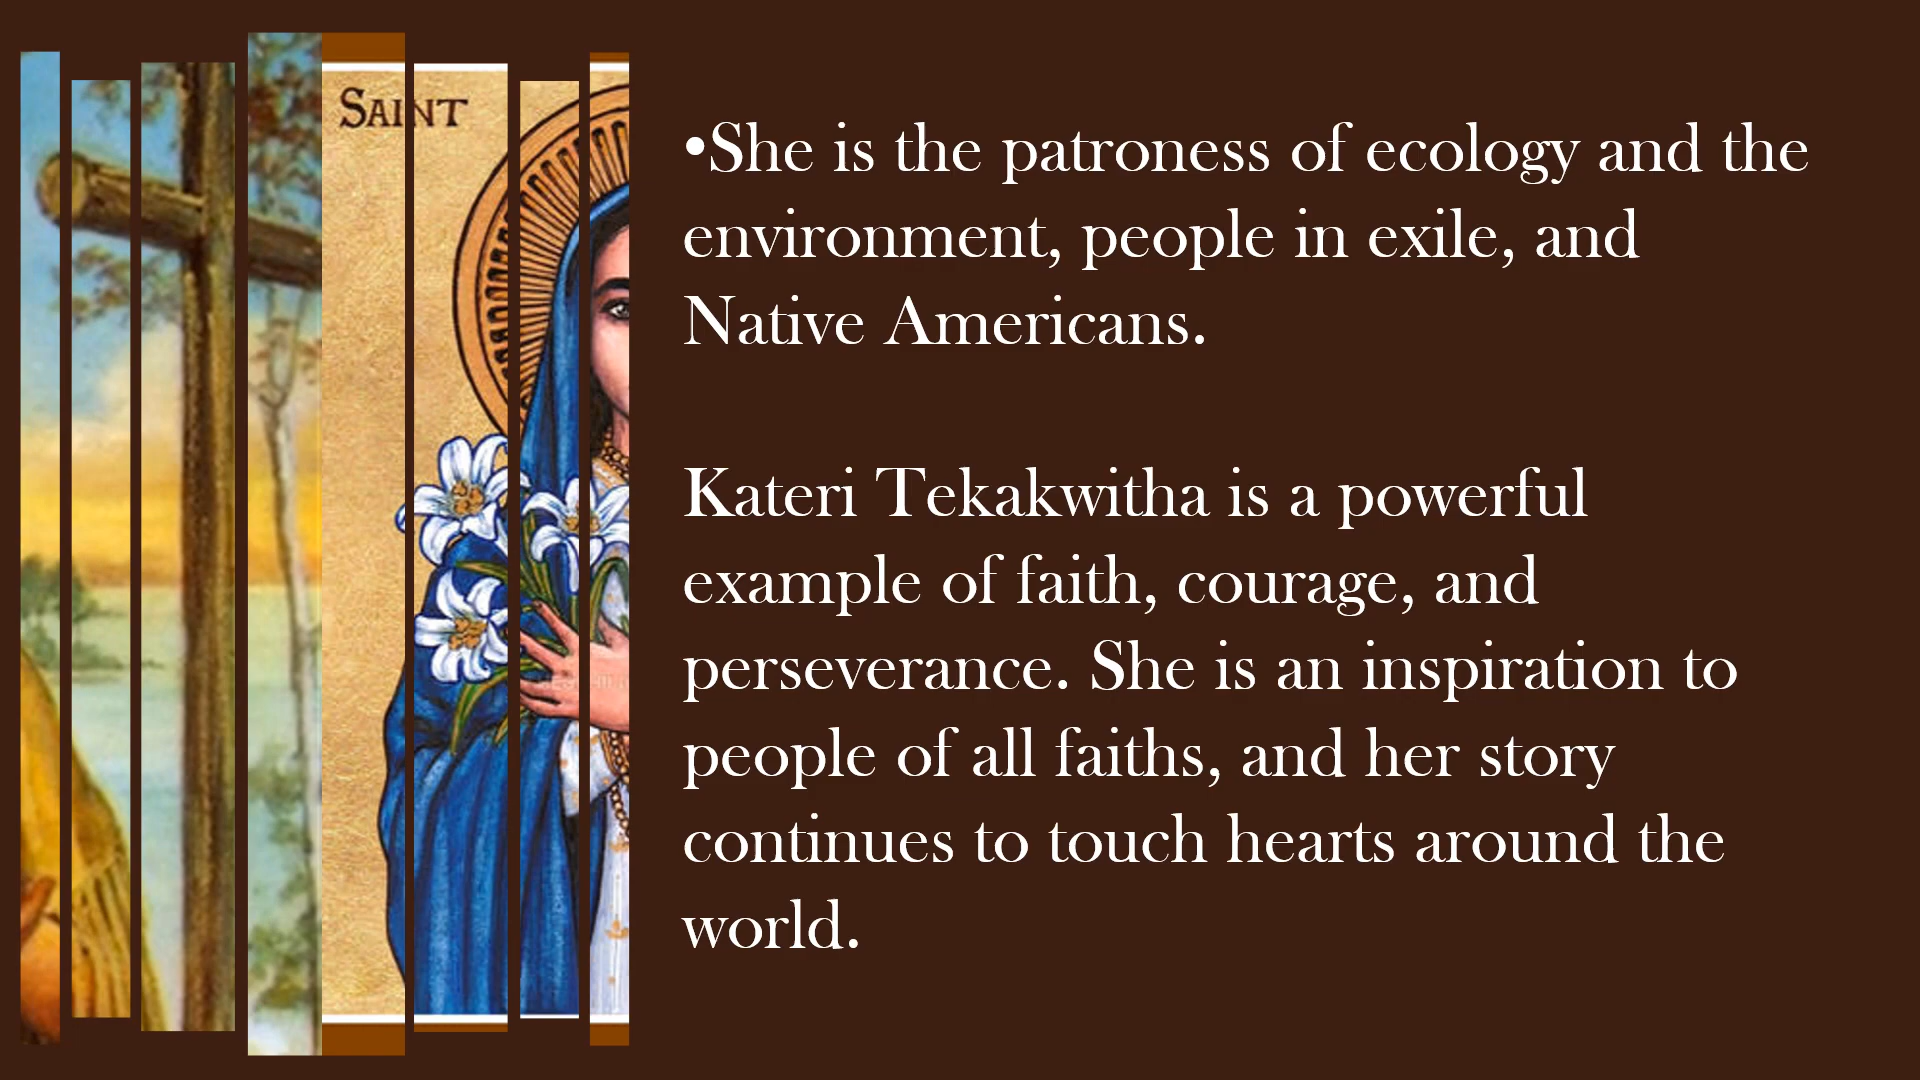 SAINT
•She is the patroness of ecology and the
environment, people in exile, and
Native Americans.
Kateri Tekakwitha is a powerful
example of faith, courage, and
perseverance. She is an inspiration to
people of all faiths, and her story
continues to touch hearts around the
world.